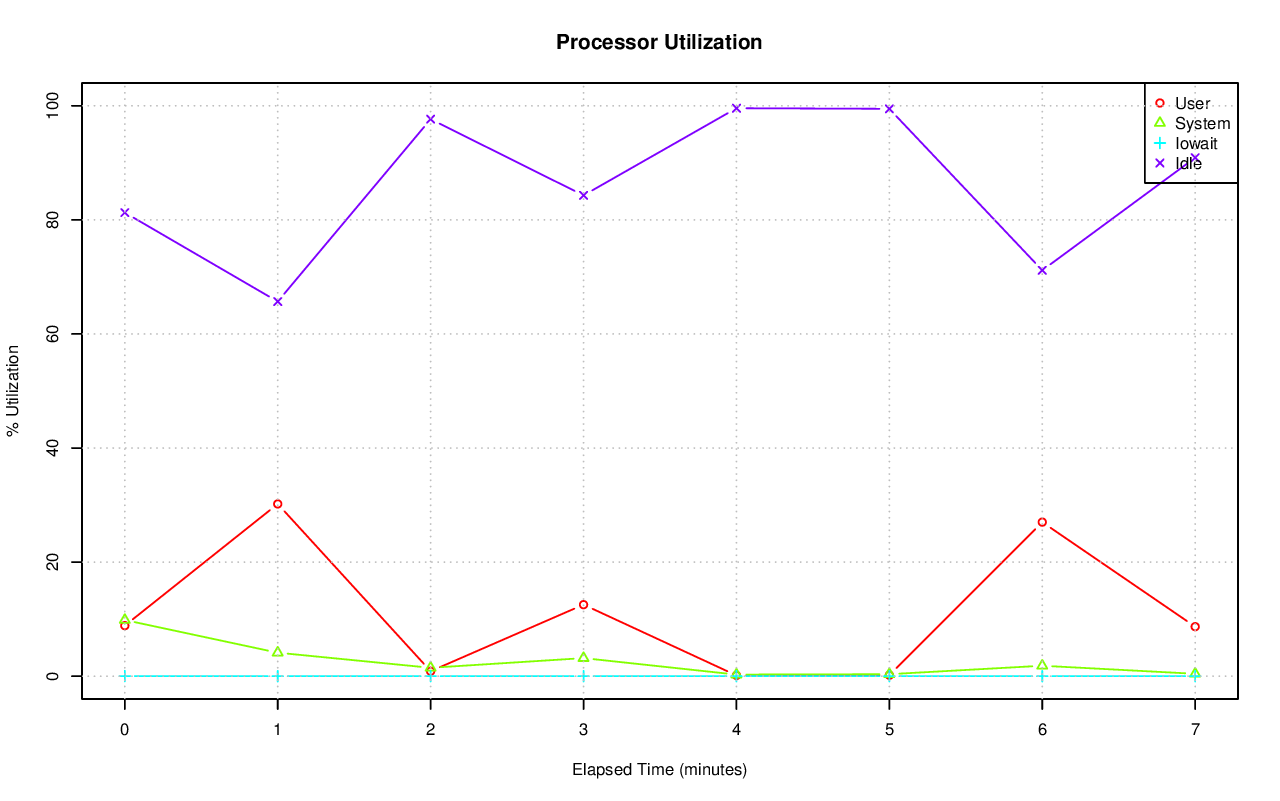 Processor Utilization
User
System
Iowait
Idle
100
80
60
40
20
0
% Utilization
0 1 2 3 4 5 6 7
Elapsed Time (minutes)